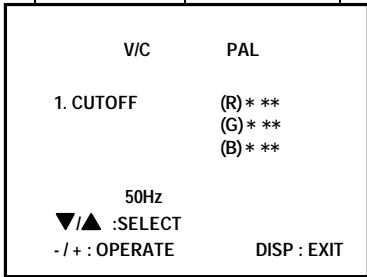 V/C PAL
1. CUTOFF (R) * **
(G) * **
(B) * **
50Hz
▼/▲ :SELECT
- / + : OPERATE DISP : EXIT